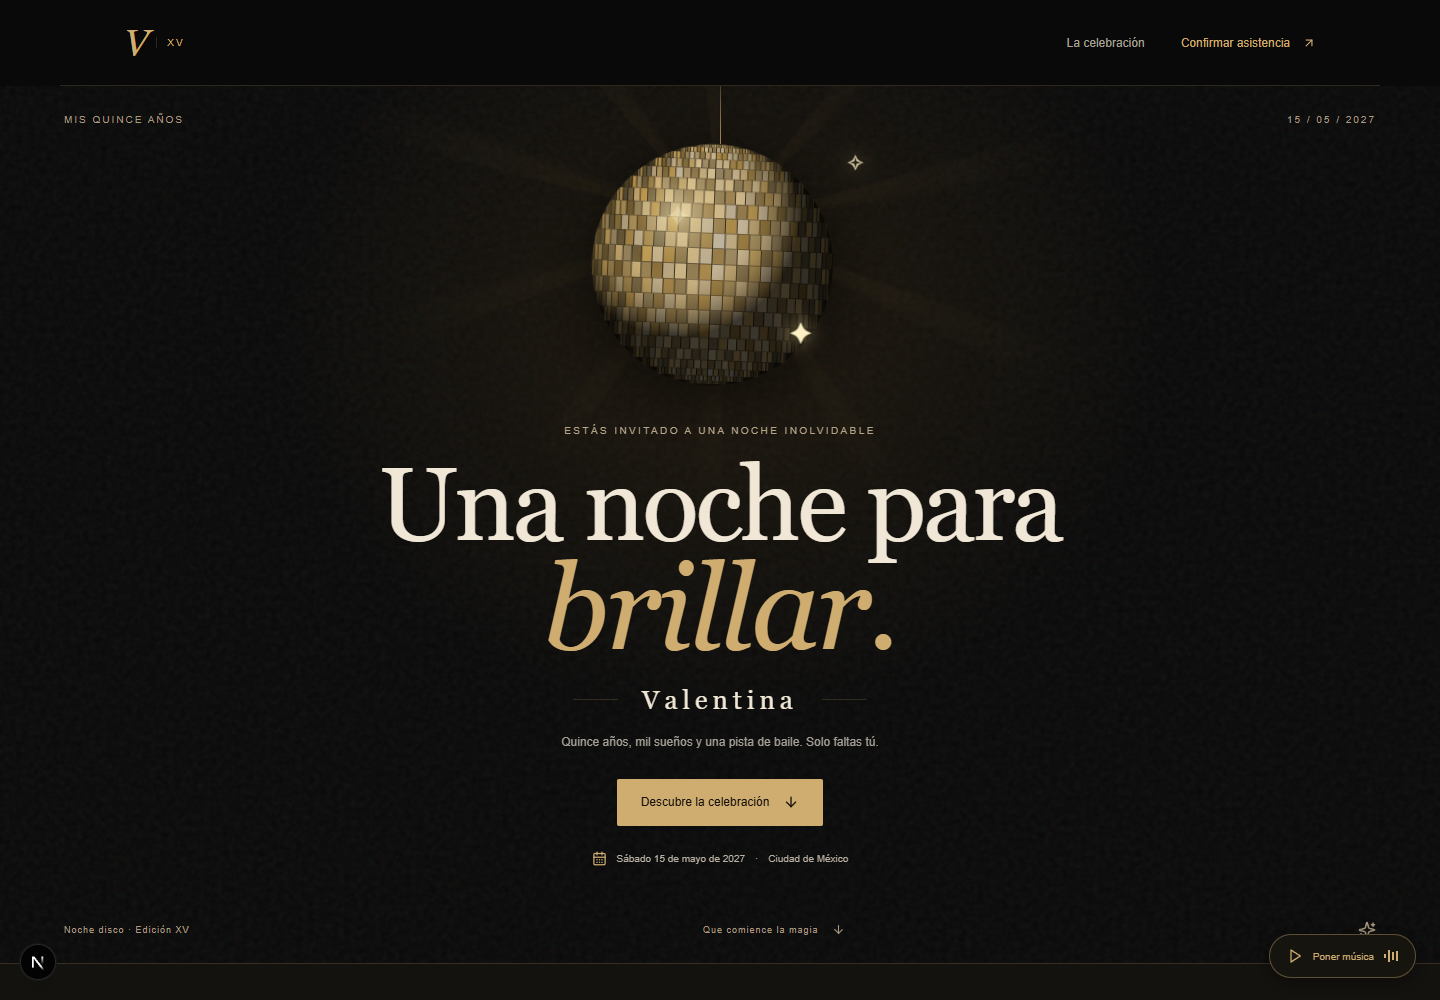 V XV
La celebración
Confirmar asistencia
MIS QUINCE AÑOS
15 / 05 / 2027
ESTÁS INVITADO A UNA NOCHE INOLVIDABLE
Una noche para
brillar.
Valentina
Quince años, mil sueños y una pista de baile. Solo faltas tú.
Descubre la celebración
Sábado 15 de mayo de 2027 · Ciudad de México
Noche disco · Edición XV
Que comience la magia
N
Poner música